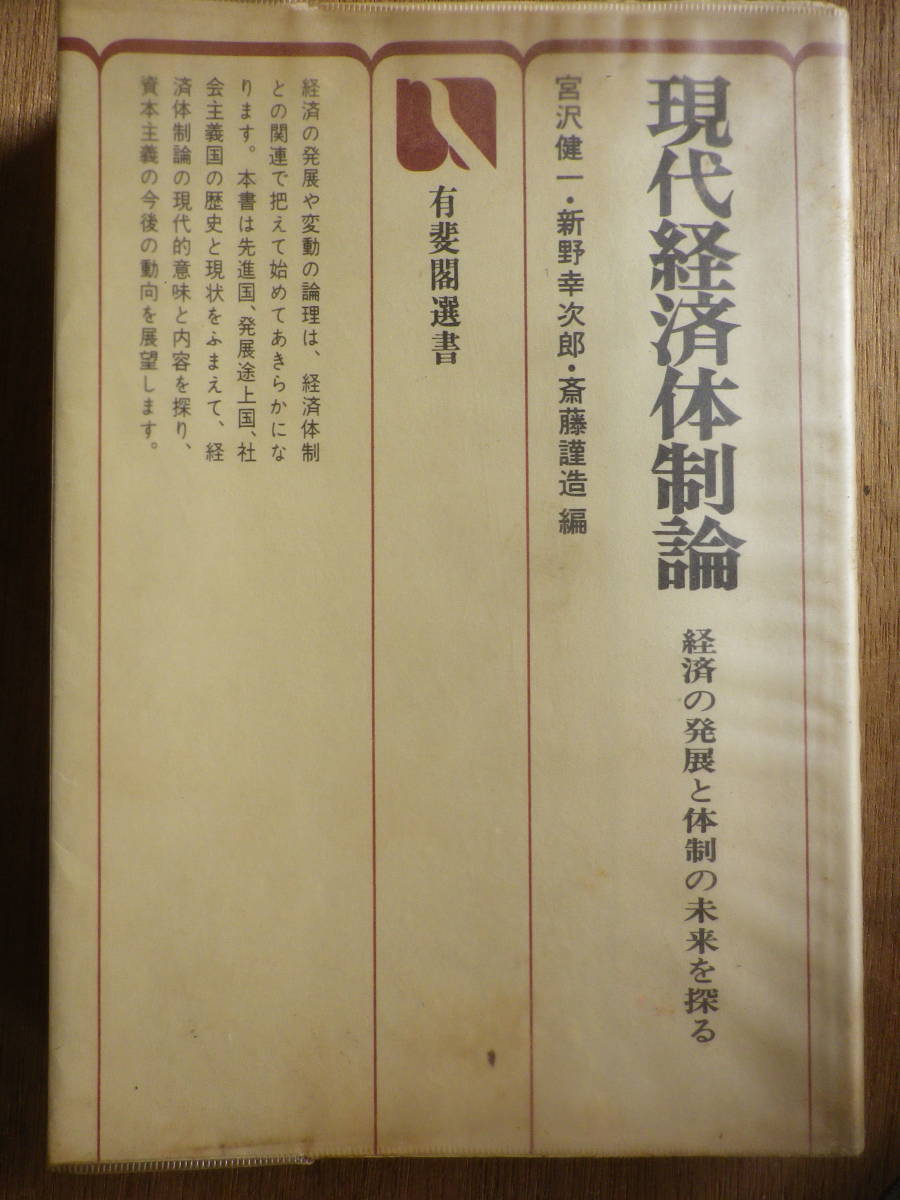 現代経済体制論
経済の発展と体制の未来を探る
宮沢健一・新野幸次郎・斎藤謹造 編
有斐閣選書
経済の発展や変動の論理は、経済体制
との関連で把えて始めてあきらかにな
ります。本書は先進国、発展途上国、社
会主義国の歴史と現状をふまえて、経
済体制論の現代的意味と内容を探り、
資本主義の今後の動向を展望します。